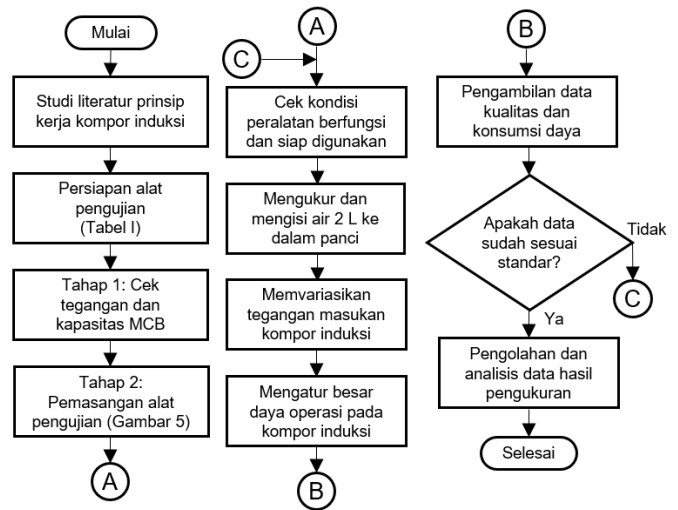 Mulai
Studi literatur prinsip
kerja kompor induksi
Persiapan alat
pengujian
(Tabel I)
Tahap 1: Cek
tegangan dan
kapasitas MCB
Tahap 2:
Pemasangan alat
pengujian (Gambar 5)
A
A
C
Cek kondisi
peralatan berfungsi
dan siap digunakan
Mengukur dan
mengisi air 2 L ke
dalam panci
Memvariasikan
tegangan masukan
kompor induksi
Mengatur besar
daya operasi pada
kompor induksi
B
B
Pengambilan data
kualitas dan
konsumsi daya
Apakah data
sudah sesuai
standar?
Tidak
C
Ya
Pengolahan dan
analisis data hasil
pengukuran
Selesai